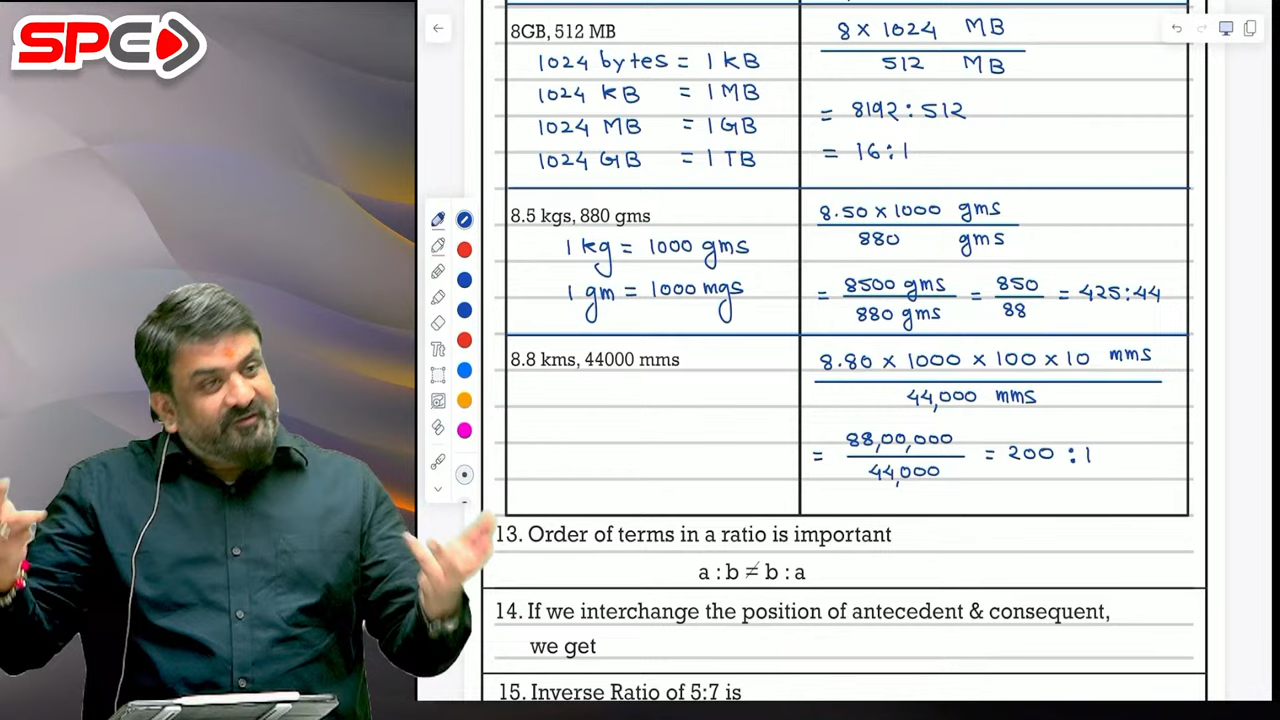 SPC
8GB, 512 MB
1024 bytes = 1 KB
1024 KB = 1 MB
1024 MB = 1 GB
1024 GB = 1 TB
8 × 1024 MB
512 MB
= 8192 : 512
= 16 : 1
8.5 kgs, 880 gms
1 kg = 1000 gms
1 gm = 1000 mgs
8.50 × 1000 gms
880 gms
= 8500 gms / 880 gms = 850 / 88 = 425 : 44
8.8 kms, 44000 mms
8.80 × 1000 × 100 × 10 mms
44,000 mms
= 88,00,000 / 44,000 = 200 : 1
13. Order of terms in a ratio is important
a : b ≠ b : a
14. If we interchange the position of antecedent & consequent,
we get
15. Inverse Ratio of 5:7 is
Tt